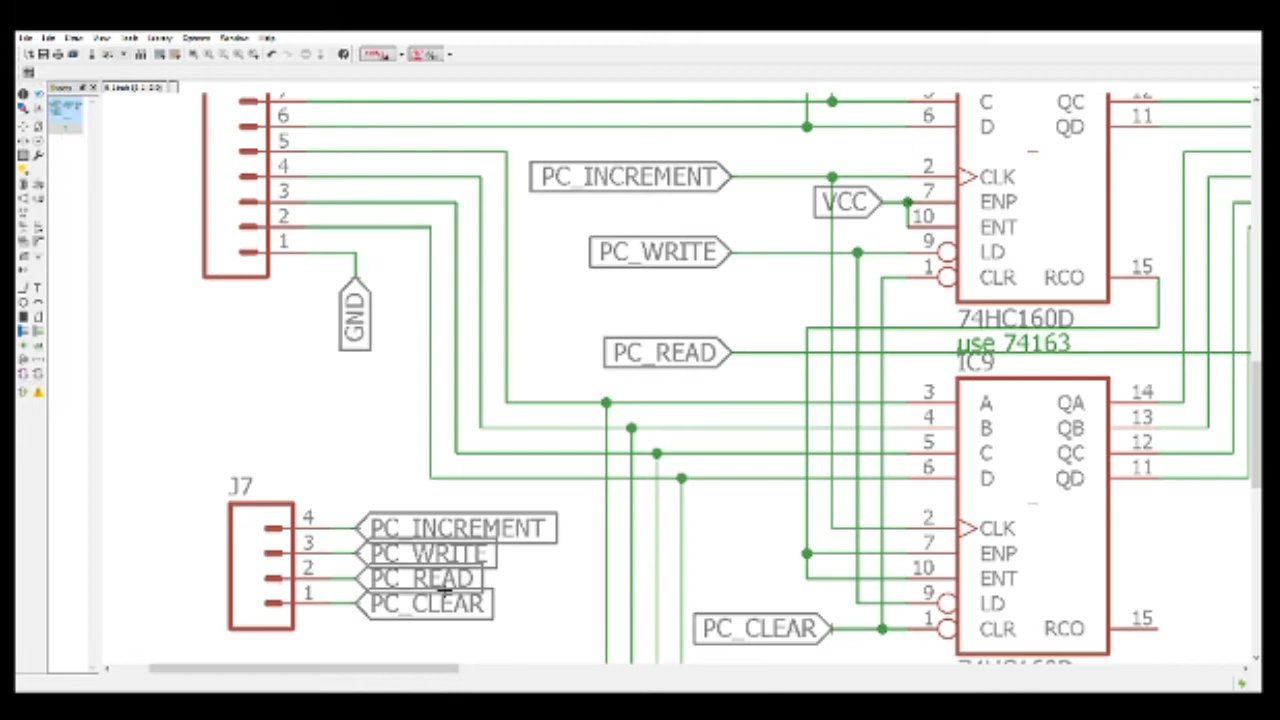 C QC
6 6 D QD 11
5
4 PC_INCREMENT 2 CLK
3 VCC 7 ENP
2 10 ENT
1 PC_WRITE 9 LD
1 CLR RCO 15
GND
74HC160D
use 74163
PC_READ
IC9
3 A QA 14
4 B QB 13
5 C QC 12
6 D QD 11
J7
4 PC_INCREMENT 2 CLK
3 PC_WRITE 7 ENP
2 PC_READ 10 ENT
1 PC_CLEAR 9 LD
PC_CLEAR 1 CLR RCO 15